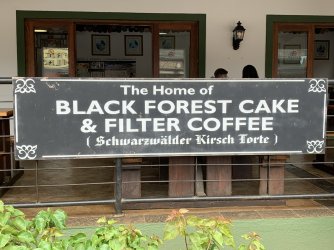 The Home of
BLACK FOREST CAKE
& FILTER COFFEE
( Schwarzwälder Kirsch Torte )